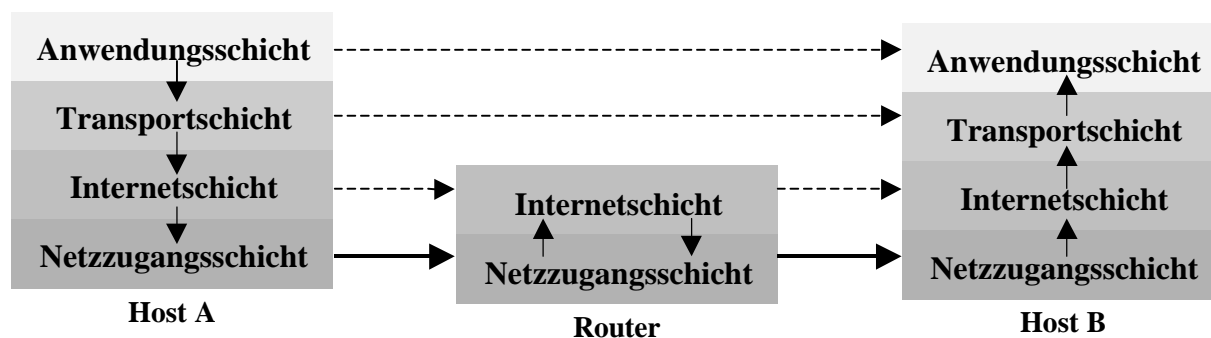 Anwendungsschicht
Transportschicht
Internetschicht
Netzzugangsschicht
Host A
Internetschicht
Netzzugangsschicht
Router
Anwendungsschicht
Transportschicht
Internetschicht
Netzzugangsschicht
Host B